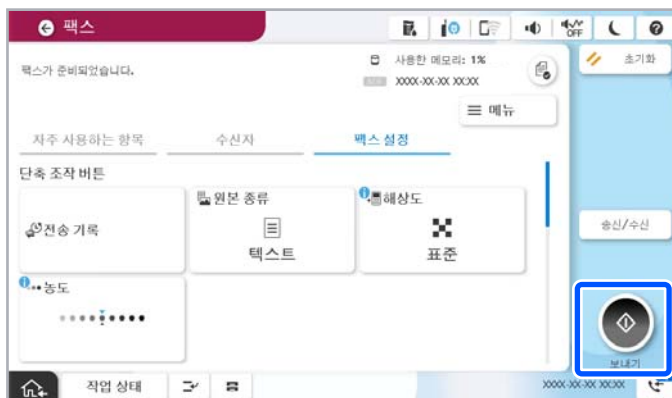 팩스
OFF
팩스가 준비되었습니다.
사용한 메모리: 1%
XXXX-XX-XX XX:XX
초기화
메뉴
자주 사용하는 항목
수신자
팩스 설정
단축 조작 버튼
전송 기록
원본 종류
텍스트
해상도
표준
송신/수신
농도
보내기
작업 상태
XXXX-XX-XX XX:XX